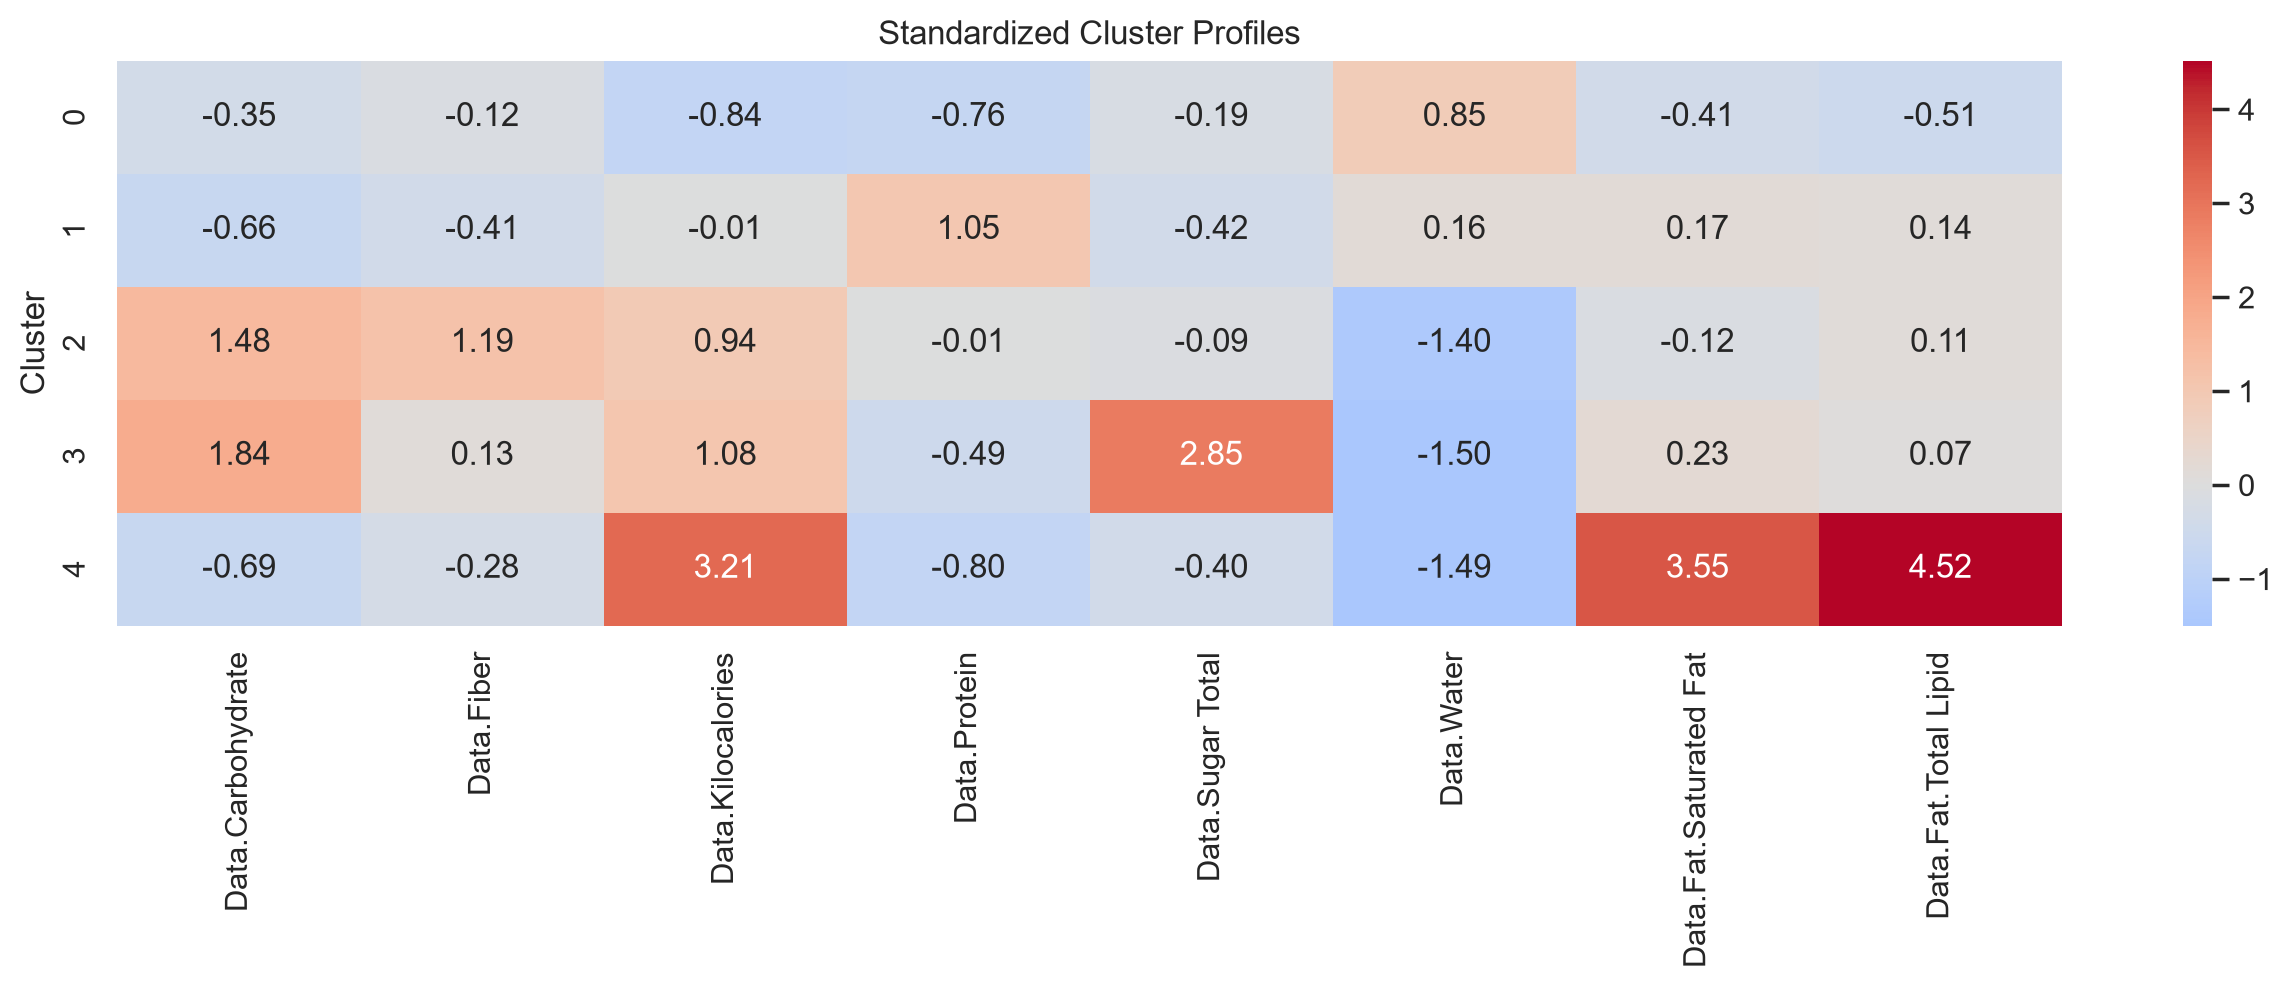 Standardized Cluster Profiles
Cluster
0 -0.35 -0.12 -0.84 -0.76 -0.19 0.85 -0.41 -0.51
1 -0.66 -0.41 -0.01 1.05 -0.42 0.16 0.17 0.14
2 1.48 1.19 0.94 -0.01 -0.09 -1.40 -0.12 0.11
3 1.84 0.13 1.08 -0.49 2.85 -1.50 0.23 0.07
4 -0.69 -0.28 3.21 -0.80 -0.40 -1.49 3.55 4.52
Data.Carbohydrate
Data.Fiber
Data.Kilocalories
Data.Protein
Data.Sugar Total
Data.Water
Data.Fat.Saturated Fat
Data.Fat.Total Lipid
4
3
2
1
0
−1